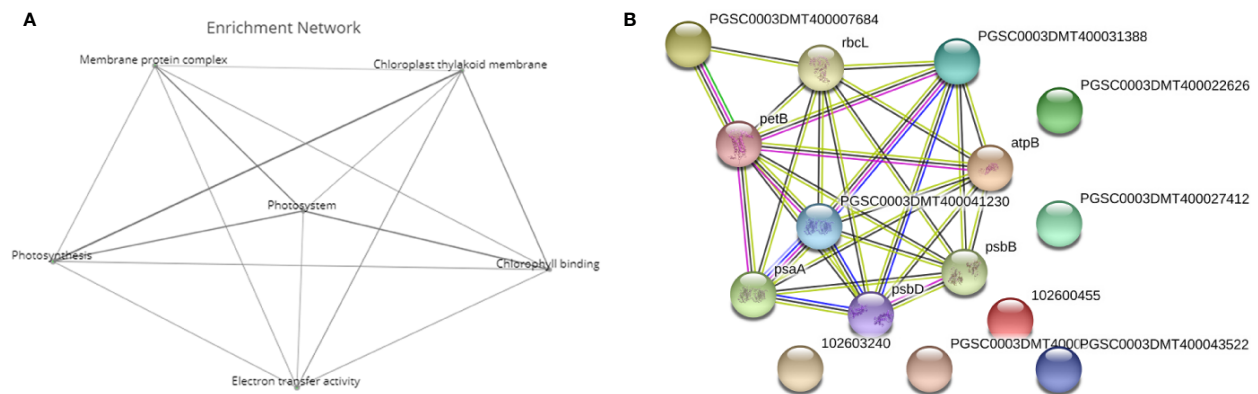 A
Enrichment Network
Membrane protein complex
Chloroplast thylakoid membrane
Photosystem
Photosynthesis
Chlorophyll binding
Electron transfer activity
B
PGSC0003DMT400007684
rbcL
PGSC0003DMT400031388
PGSC0003DMT400022626
petB
atpB
PGSC0003DMT400041230
PGSC0003DMT400027412
psbB
psaA
psbD
102600455
102603240
PGSC0003DMT400043522